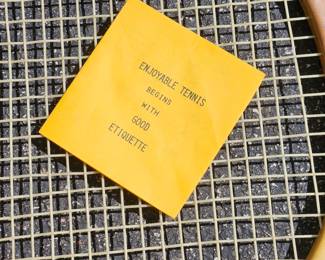 ENJOYABLE TENNIS
BEGINS
WITH
GOOD
ETIQUETTE